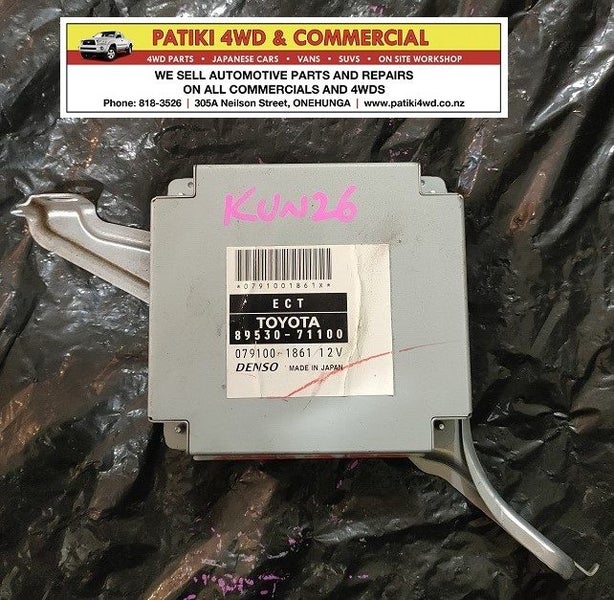 PATIKI 4WD & COMMERCIAL
4WD PARTS • JAPANESE CARS • VANS • SUVS • ON SITE WORKSHOP
WE SELL AUTOMOTIVE PARTS AND REPAIRS
ON ALL COMMERCIALS AND 4WDS
Phone: 818-3526 | 305A Neilson Street, ONEHUNGA | www.patiki4wd.co.nz
KUN26
*0791001861X*
ECT
TOYOTA
89530-71100
079100-1861 12V
DENSO MADE IN JAPAN